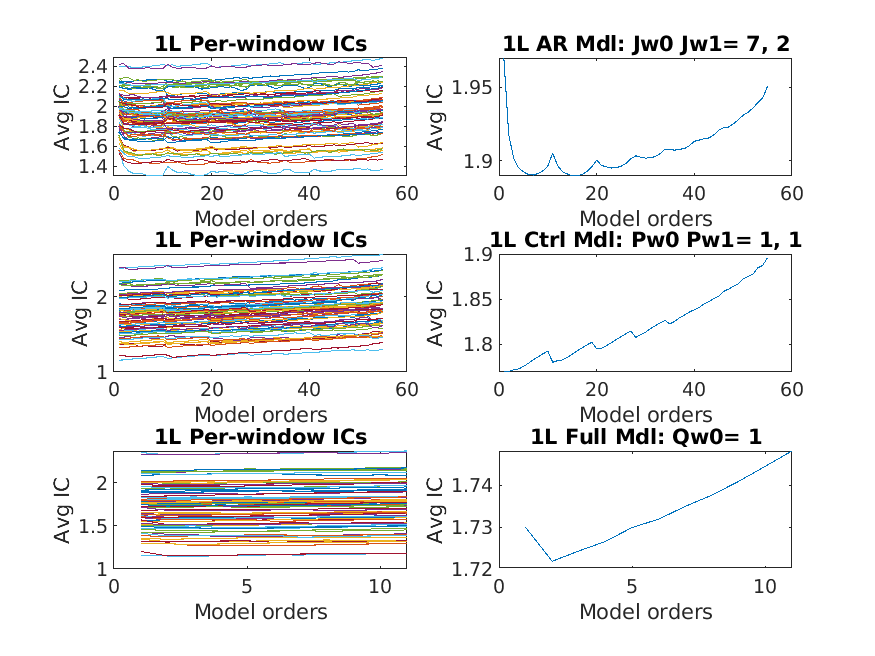 1L Per-window ICs
Avg IC
2.4
2.2
2
1.8
1.6
1.4
0 20 40 60
Model orders
1L AR Mdl: Jw0 Jw1= 7, 2
Avg IC
1.95
1.9
0 20 40 60
Model orders
1L Per-window ICs
Avg IC
2
1
0 20 40 60
Model orders
1L Ctrl Mdl: Pw0 Pw1= 1, 1
Avg IC
1.9
1.85
1.8
0 20 40 60
Model orders
1L Per-window ICs
Avg IC
2
1.5
1
0 5 10
Model orders
1L Full Mdl: Qw0= 1
Avg IC
1.74
1.73
1.72
0 5 10
Model orders